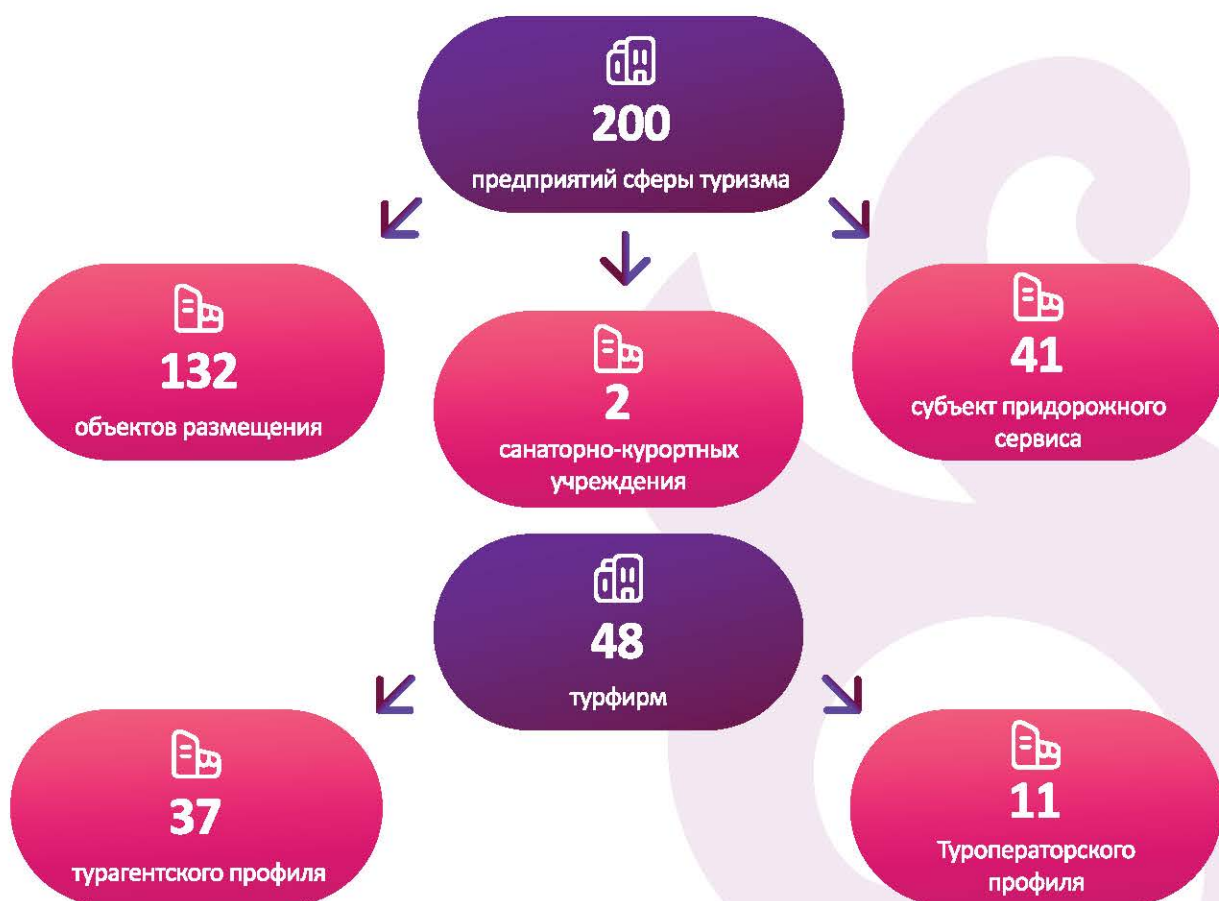 200
предприятий сферы туризма
132
объектов размещения
2
санаторно-курортных
учреждения
41
субъект придорожного
сервиса
48
турфирм
37
турагентского профиля
11
Туроператорского
профиля